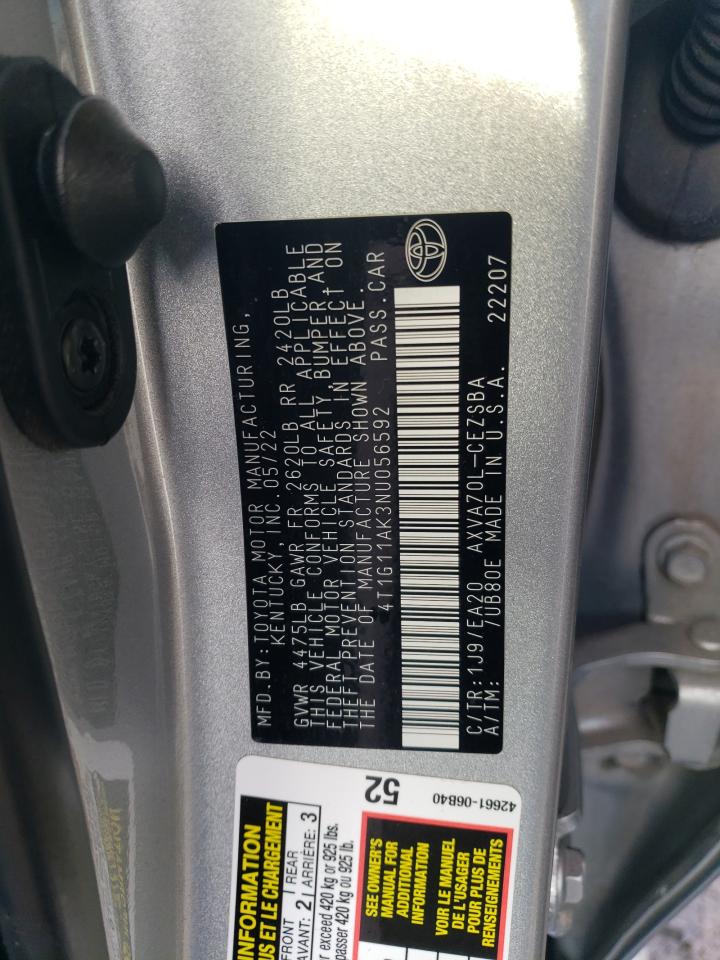 MFD.BY:TOYOTA MOTOR MANUFACTURING,
KENTUCKY, INC.05/22
GVWR 4475LB GAWR FR 2620LB RR 2420LB
THIS VEHICLE CONFORMS TO ALL APPLICABLE
FEDERAL MOTOR VEHICLE SAFETY, BUMPER, AND
THEFT PREVENTION STANDARDS IN EFFECT ON
THE DATE OF MANUFACTURE SHOWN ABOVE.
4T1G11AK3NU056592 PASS.CAR
C/TR:1J9/EA20 AXVA70L-CEZSBA
A/TM: /UB80E MADE IN U.S.A. 22207
INFORMATION
US ET LE CHARGEMENT
FRONT | REAR
AVANT: 2 | ARRIÈRE: 3
er exceed 420 kg or 925 lbs.
passer 420 kg ou 925 lb.
52
42661-06B40
SEE OWNER'S
MANUAL FOR
ADDITIONAL
INFORMATION
VOIR LE MANUEL
DE L'USAGER
POUR PLUS DE
RENSEIGNEMENTS